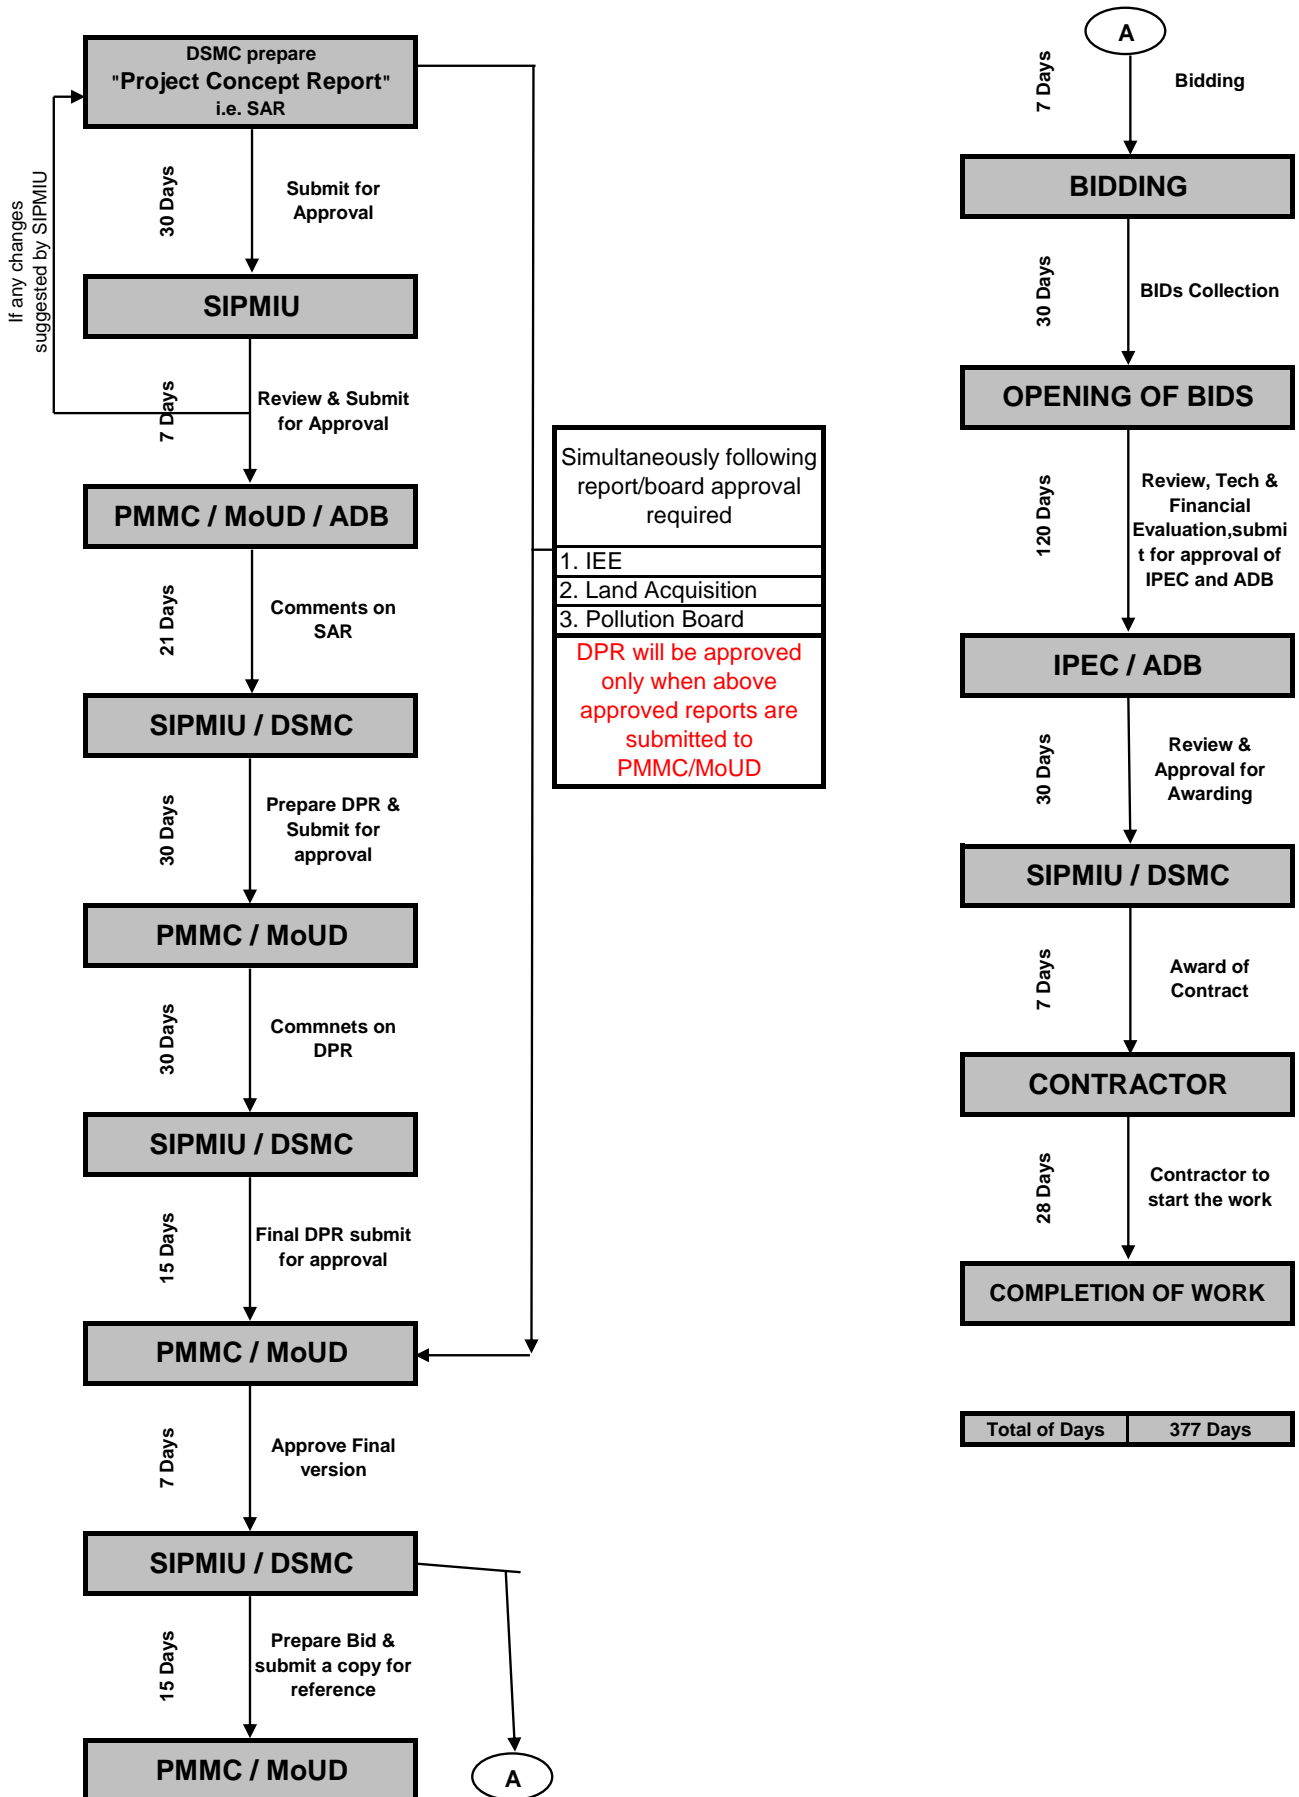 DSMC prepare
"Project Concept Report"
i.e. SAR
If any changes
suggested by SIPMIU
30 Days
Submit for
Approval
SIPMIU
7 Days
Review & Submit
for Approval
PMMC / MoUD / ADB
21 Days
Comments on
SAR
SIPMIU / DSMC
30 Days
Prepare DPR &
Submit for
approval
PMMC / MoUD
30 Days
Commnets on
DPR
SIPMIU / DSMC
15 Days
Final DPR submit
for approval
PMMC / MoUD
7 Days
Approve Final
version
SIPMIU / DSMC
15 Days
Prepare Bid &
submit a copy for
reference
PMMC / MoUD
A
Simultaneously following
report/board approval
required
1. IEE
2. Land Acquisition
3. Pollution Board
DPR will be approved
only when above
approved reports are
submitted to
PMMC/MoUD
A
7 Days
Bidding
BIDDING
30 Days
BIDs Collection
OPENING OF BIDS
120 Days
Review, Tech &
Financial
Evaluation,submi
t for approval of
IPEC and ADB
IPEC / ADB
30 Days
Review &
Approval for
Awarding
SIPMIU / DSMC
7 Days
Award of
Contract
CONTRACTOR
28 Days
Contractor to
start the work
COMPLETION OF WORK
Total of Days 377 Days